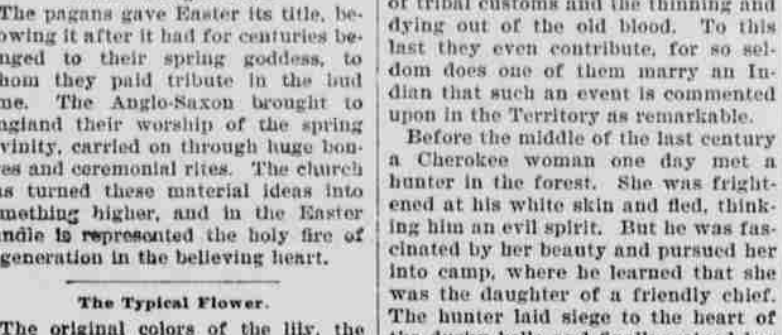 The pagans gave Easter its title, be-
owing it after it had for centuries be-
nged to their spring goddess, to
hom they paid tribute in the bud
me. The Anglo-Saxon brought to
ngland their worship of the spring
vinity, carried on through huge bon-
es and ceremonial rites. The church
as turned these material ideas into
mething higher, and in the Easter
andle is represented the holy fire of
generation in the believing heart.
The Typical Flower.
The original colors of the lily, the
of tribal customs and the thinning and
dying out of the old blood. To this
last they even contribute, for so sel-
dom does one of them marry an In-
dian that such an event is commented
upon in the Territory as remarkable.
Before the middle of the last century
a Cherokee woman one day met a
hunter in the forest. She was fright-
ened at his white skin and fled, think-
ing him an evil spirit. But he was fas-
cinated by her beauty and pursued her
into camp, where he learned that she
was the daughter of a friendly chief.
The hunter laid siege to the heart of